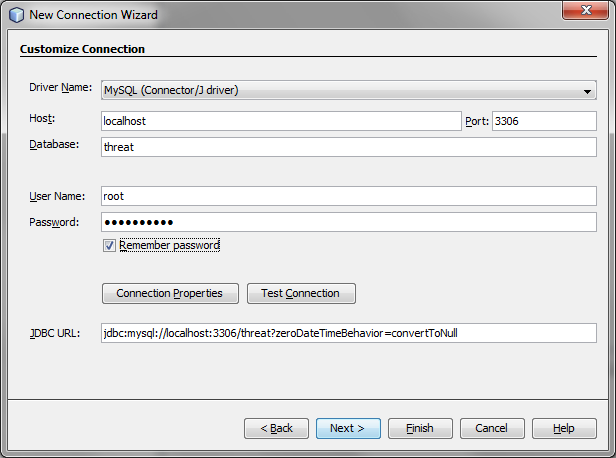 New Connection Wizard
Customize Connection
Driver Name: MySQL (Connector/J driver)
Host: localhost Port: 3306
Database: threat
User Name: root
Password: ●●●●●●●●●●
Remember password
Connection Properties Test Connection
JDBC URL: jdbc:mysql://localhost:3306/threat?zeroDateTimeBehavior=convertToNull
< Back Next > Finish Cancel Help